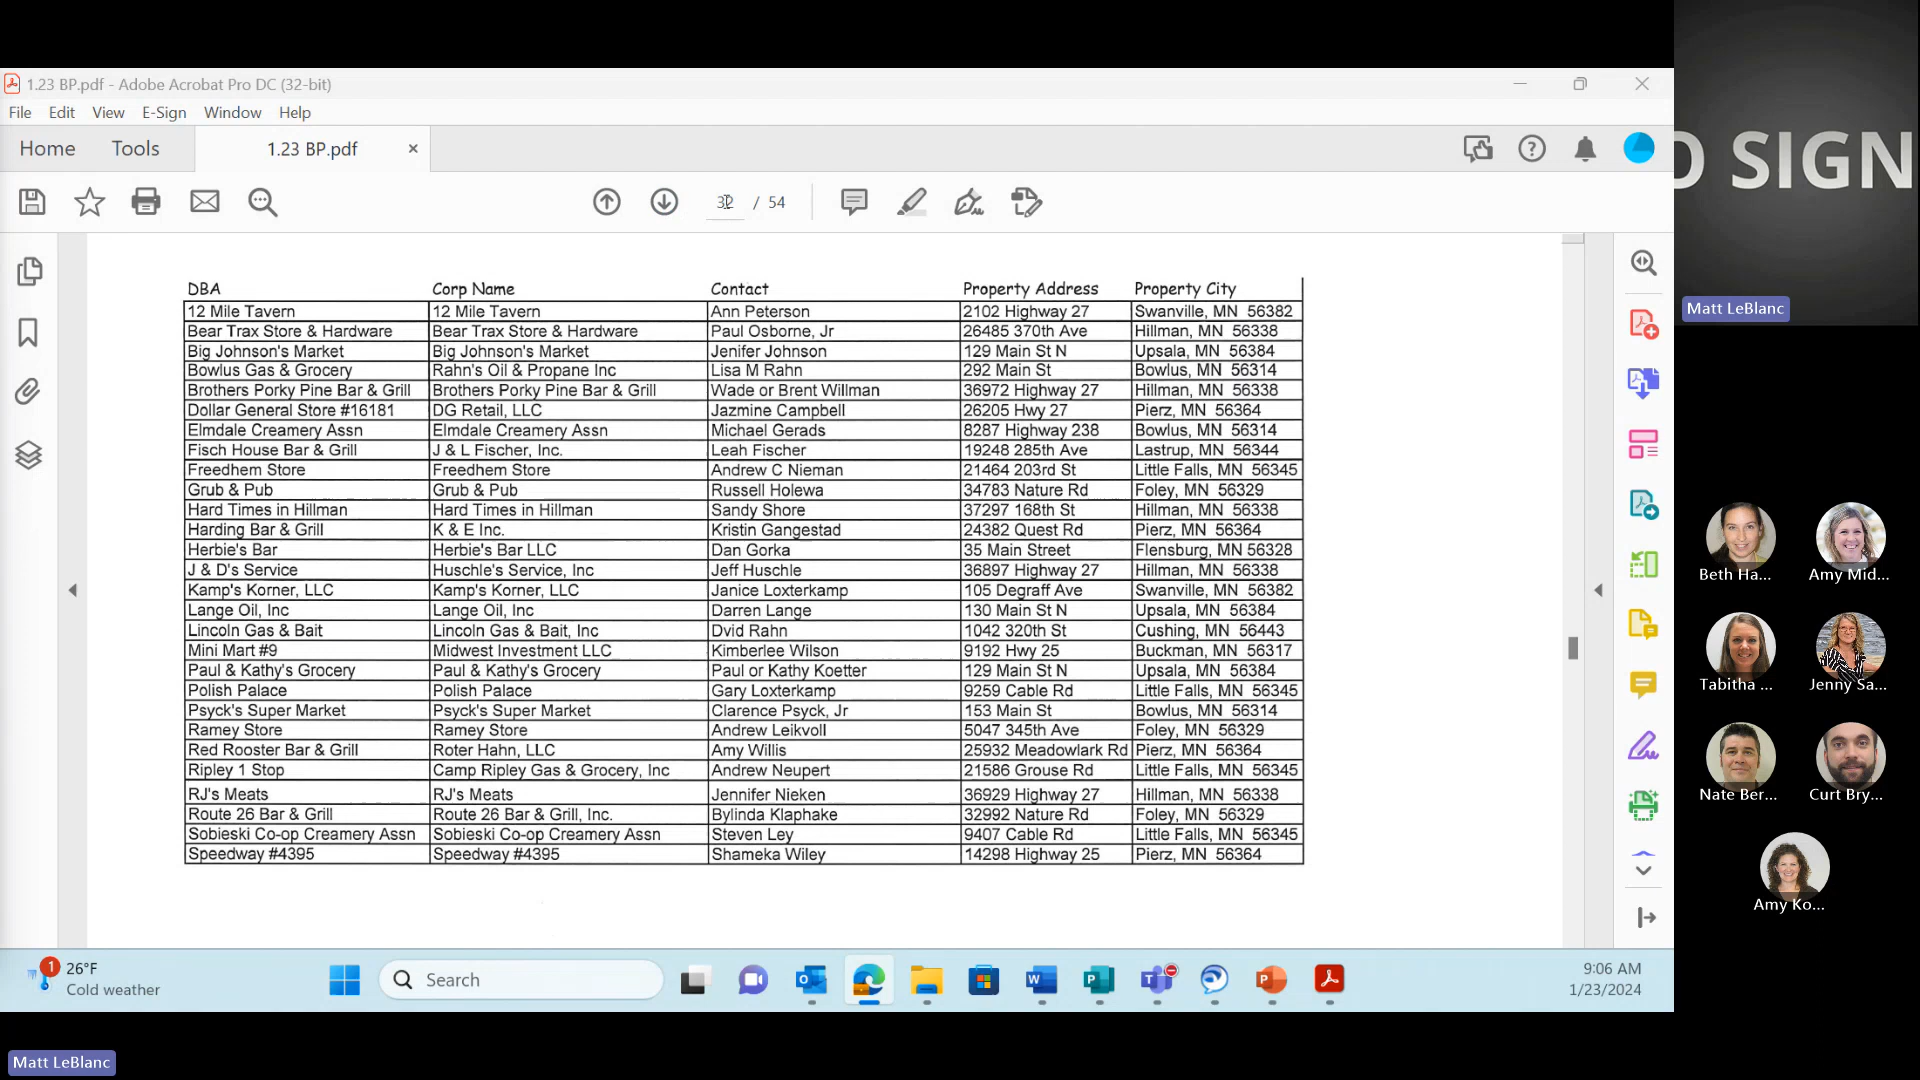 1.23 BP.pdf - Adobe Acrobat Pro DC (32-bit)
File Edit View E-Sign Window Help
Home Tools 1.23 BP.pdf
32 / 54
DBA Corp Name Contact Property Address Property City
12 Mile Tavern 12 Mile Tavern Ann Peterson 2102 Highway 27 Swanville, MN 56382
Bear Trax Store & Hardware Bear Trax Store & Hardware Paul Osborne, Jr 26485 370th Ave Hillman, MN 56338
Big Johnson's Market Big Johnson's Market Jenifer Johnson 129 Main St N Upsala, MN 56384
Bowlus Gas & Grocery Rahn's Oil & Propane Inc Lisa M Rahn 292 Main St Bowlus, MN 56314
Brothers Porky Pine Bar & Grill Brothers Porky Pine Bar & Grill Wade or Brent Willman 36972 Highway 27 Hillman, MN 56338
Dollar General Store #16181 DG Retail, LLC Jazmine Campbell 26205 Hwy 27 Pierz, MN 56364
Elmdale Creamery Assn Elmdale Creamery Assn Michael Gerads 8287 Highway 238 Bowlus, MN 56314
Fisch House Bar & Grill J & L Fischer, Inc. Leah Fischer 19248 285th Ave Lastrup, MN 56344
Freedhem Store Freedhem Store Andrew C Nieman 21464 203rd St Little Falls, MN 56345
Grub & Pub Grub & Pub Russell Holewa 34783 Nature Rd Foley, MN 56329
Hard Times in Hillman Hard Times in Hillman Sandy Shore 37297 168th St Hillman, MN 56338
Harding Bar & Grill K & E Inc. Kristin Gangestad 24382 Quest Rd Pierz, MN 56364
Herbie's Bar Herbie's Bar LLC Dan Gorka 35 Main Street Flensburg, MN 56328
J & D's Service Huschle's Service, Inc Jeff Huschle 36897 Highway 27 Hillman, MN 56338
Kamp's Korner, LLC Kamp's Korner, LLC Janice Loxterkamp 105 Degraff Ave Swanville, MN 56382
Lange Oil, Inc Lange Oil, Inc Darren Lange 130 Main St N Upsala, MN 56384
Lincoln Gas & Bait Lincoln Gas & Bait, Inc Dvid Rahn 1042 320th St Cushing, MN 56443
Mini Mart #9 Midwest Investment LLC Kimberlee Wilson 9192 Hwy 25 Buckman, MN 56317
Paul & Kathy's Grocery Paul & Kathy's Grocery Paul or Kathy Koetter 129 Main St N Upsala, MN 56384
Polish Palace Polish Palace Gary Loxterkamp 9259 Cable Rd Little Falls, MN 56345
Psyck's Super Market Psyck's Super Market Clarence Psyck, Jr 153 Main St Bowlus, MN 56314
Ramey Store Ramey Store Andrew Leikvoll 5047 345th Ave Foley, MN 56329
Red Rooster Bar & Grill Roter Hahn, LLC Amy Willis 25932 Meadowlark Rd Pierz, MN 56364
Ripley 1 Stop Camp Ripley Gas & Grocery, Inc Andrew Neupert 21586 Grouse Rd Little Falls, MN 56345
RJ's Meats RJ's Meats Jennifer Nieken 36929 Highway 27 Hillman, MN 56338
Route 26 Bar & Grill Route 26 Bar & Grill, Inc. Bylinda Klaphake 32992 Nature Rd Foley, MN 56329
Sobieski Co-op Creamery Assn Sobieski Co-op Creamery Assn Steven Ley 9407 Cable Rd Little Falls, MN 56345
Speedway #4395 Speedway #4395 Shameka Wiley 14298 Highway 25 Pierz, MN 56364
1 26°F
Cold weather
Search
9:06 AM
1/23/2024
Matt LeBlanc
O SIGN
Matt LeBlanc
Beth Ha... Amy Mid...
Tabitha ... Jenny Sa...
Nate Ber... Curt Bry...
Amy Ko...